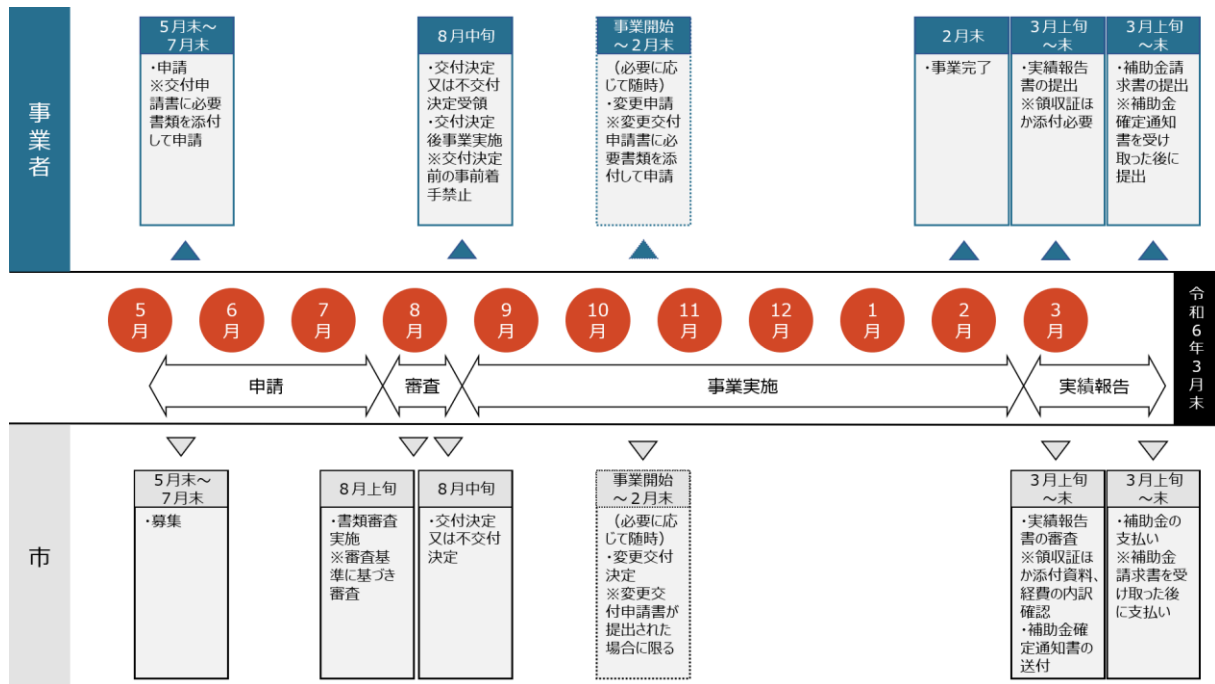 事業者
5月末～
7月末
・申請
※交付申
請書に必要
書類を添付
して申請
8月中旬
・交付決定
又は不交付
決定受領
・交付決定
後事業実施
※交付決定
前の事前着
手禁止
事業開始
～2月末
（必要に応
じて随時）
・変更申請
※変更交付
申請書に必
要書類を添
付して申請
2月末
・事業完了
3月上旬
～末
・実績報告
書の提出
※領収証ほ
か添付必要
3月上旬
～末
・補助金請
求書の提出
※補助金
確定通知
書を受け
取った後に
提出
5月
6月
7月
8月
9月
10月
11月
12月
1月
2月
3月
令和6年3月末
申請
審査
事業実施
実績報告
市
5月末～
7月末
・募集
8月上旬
・書類審査
実施
※審査基
準に基づき
審査
8月中旬
・交付決定
又は不交付
決定
事業開始
～2月末
（必要に応
じて随時）
・変更交付
決定
※変更交
付申請書が
提出された
場合に限る
3月上旬
～末
・実績報告
書の審査
※領収証ほ
か添付資料、
経費の内訳
確認
・補助金確
定通知書の
送付
3月上旬
～末
・補助金の
支払い
※補助金
請求書を受
け取った後
に支払い